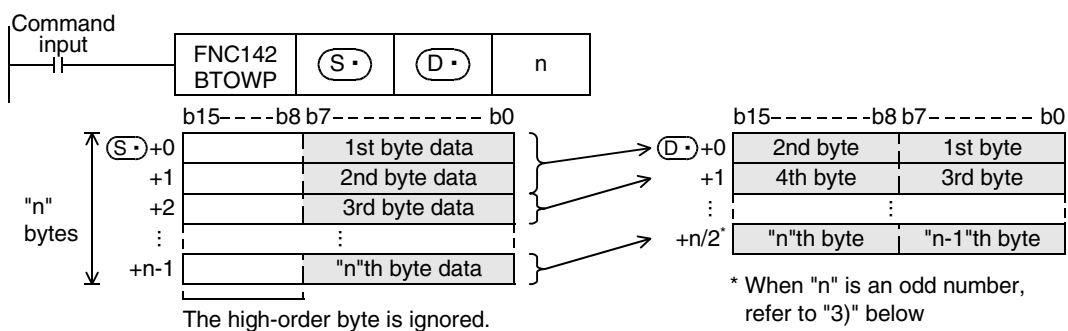 Command
input
FNC142
BTOWP
S·
D·
n
b15----b8 b7--------- b0
b15---------b8 b7--------- b0
S·+0 1st byte data
+1 2nd byte data
+2 3rd byte data
⋮ ⋮
+n-1 "n"th byte data
"n"
bytes
The high-order byte is ignored.
D·+0 2nd byte 1st byte
+1 4th byte 3rd byte
⋮ ⋮
+n/2* "n"th byte "n-1"th byte
* When "n" is an odd number,
refer to "3)" below